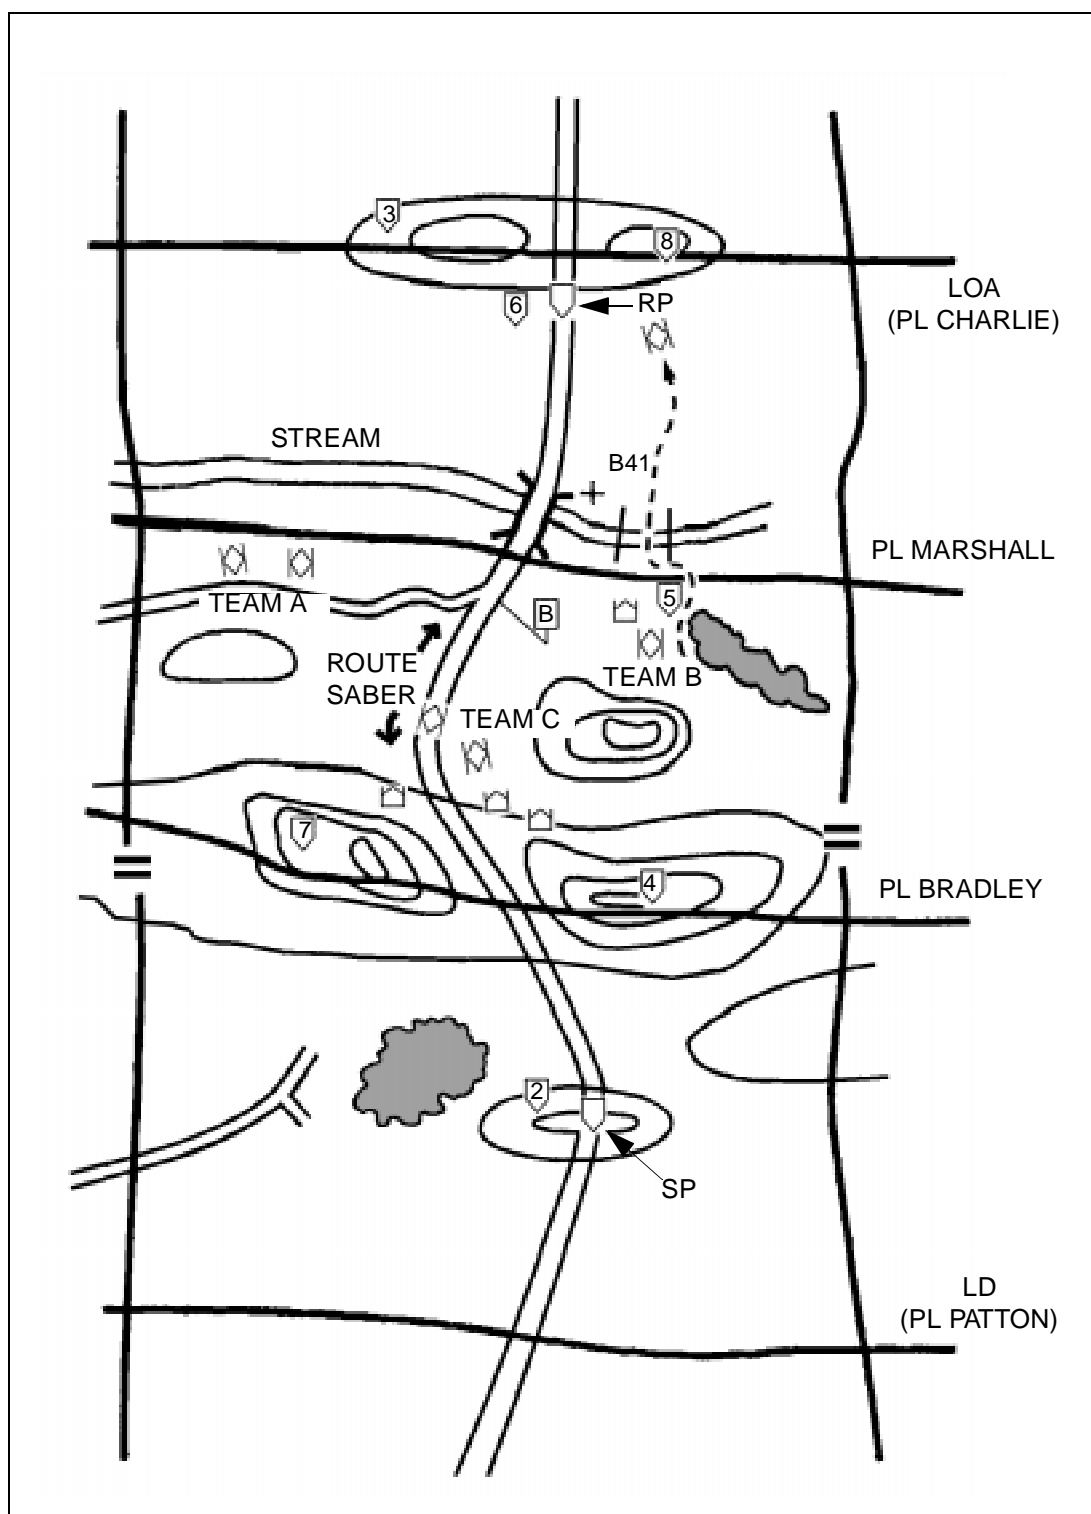 3
8
LOA
(PL CHARLIE)
6
RP
STREAM
B41
PL MARSHALL
5
TEAM A
B
ROUTE
SABER
TEAM B
TEAM C
7
4
PL BRADLEY
2
SP
LD
(PL PATTON)